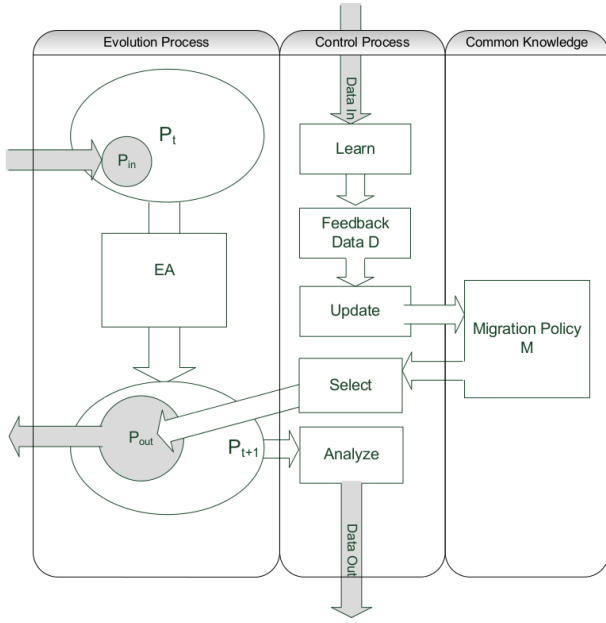 Evolution Process
Control Process
Common Knowledge
Data In
P_t
P_in
Learn
Feedback
Data D
EA
Update
Migration Policy
M
Select
P_out
P_t+1
Analyze
Data Out